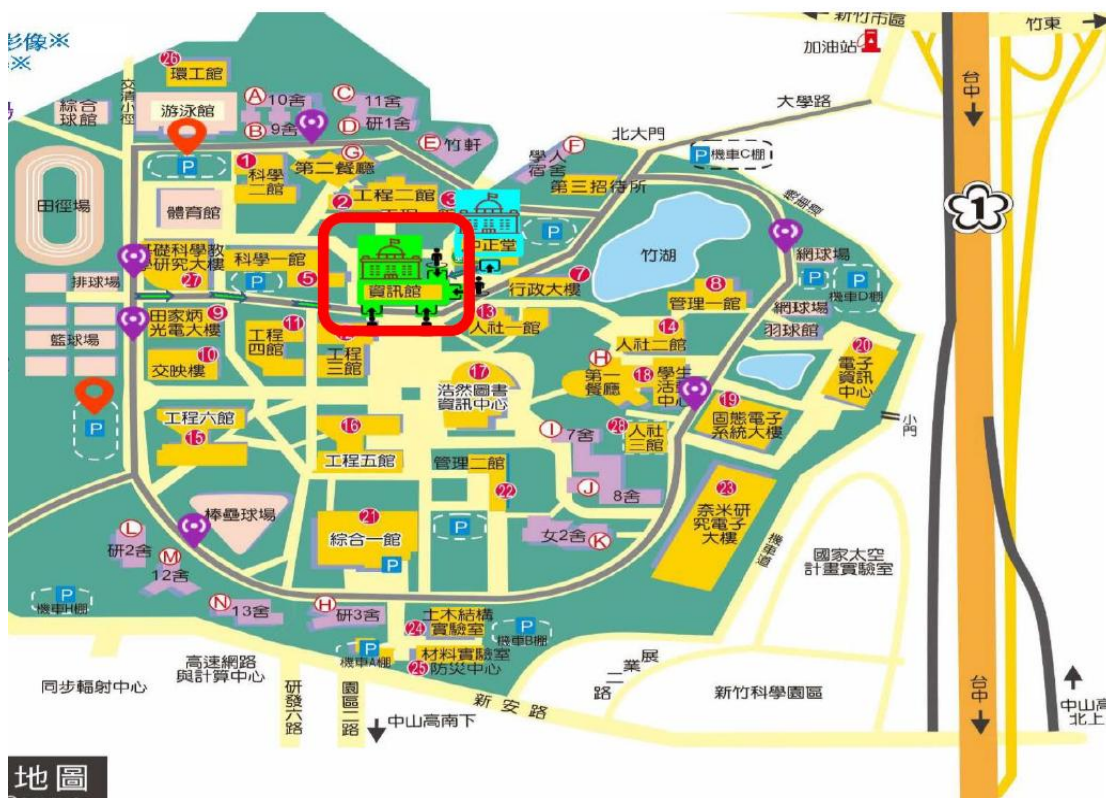 影像※
※
新竹市區
竹東
加油站
台中
大學路
北大門
26
環工館
交清小徑
綜合
球館
游泳館
A
10舍
C
11舍
B
9舍
D
研1舍
E
竹軒
F
學人
宿舍
第三招待所
P
機車C棚
P
1
科學
二館
G
第二餐廳
2
工程二館
3
中正堂
P
田徑場
體育館
1
基礎科學教
學研究大樓
27
科學一館
P
5
資訊館
7
行政大樓
竹湖
網球場
P
P
機車D棚
8
管理一館
網球場
羽球館
排球場
籃球場
田家炳
光電大樓
9
10
交映樓
11
工程
四館
工程
三館
13
人社一館
14
人社二館
17
浩然圖書
資訊中心
H
第一
餐廳
18
學生
活動
中心
20
電子
資訊
中心
19
固態電子
系統大樓
小門
P
工程六館
15
16
工程五館
I
7舍
28
人社
三館
管理二館
22
J
8舍
23
奈米研
究電子
大樓
棒壘球場
21
綜合一館
P
P
女2舍
K
機車道
國家太空
計畫實驗室
L
研2舍
M
12舍
N
13舍
H
研3舍
P
機車H棚
土木結構
24
實驗室
P
機車B棚
P
機車A棚
材料實驗室
25
防災中心
同步輻射中心
高速網路
與計算中心
研發六路
園區二路
中山高南下
新安路
展業二路
新竹科學園區
台中
中山高
北上
地圖